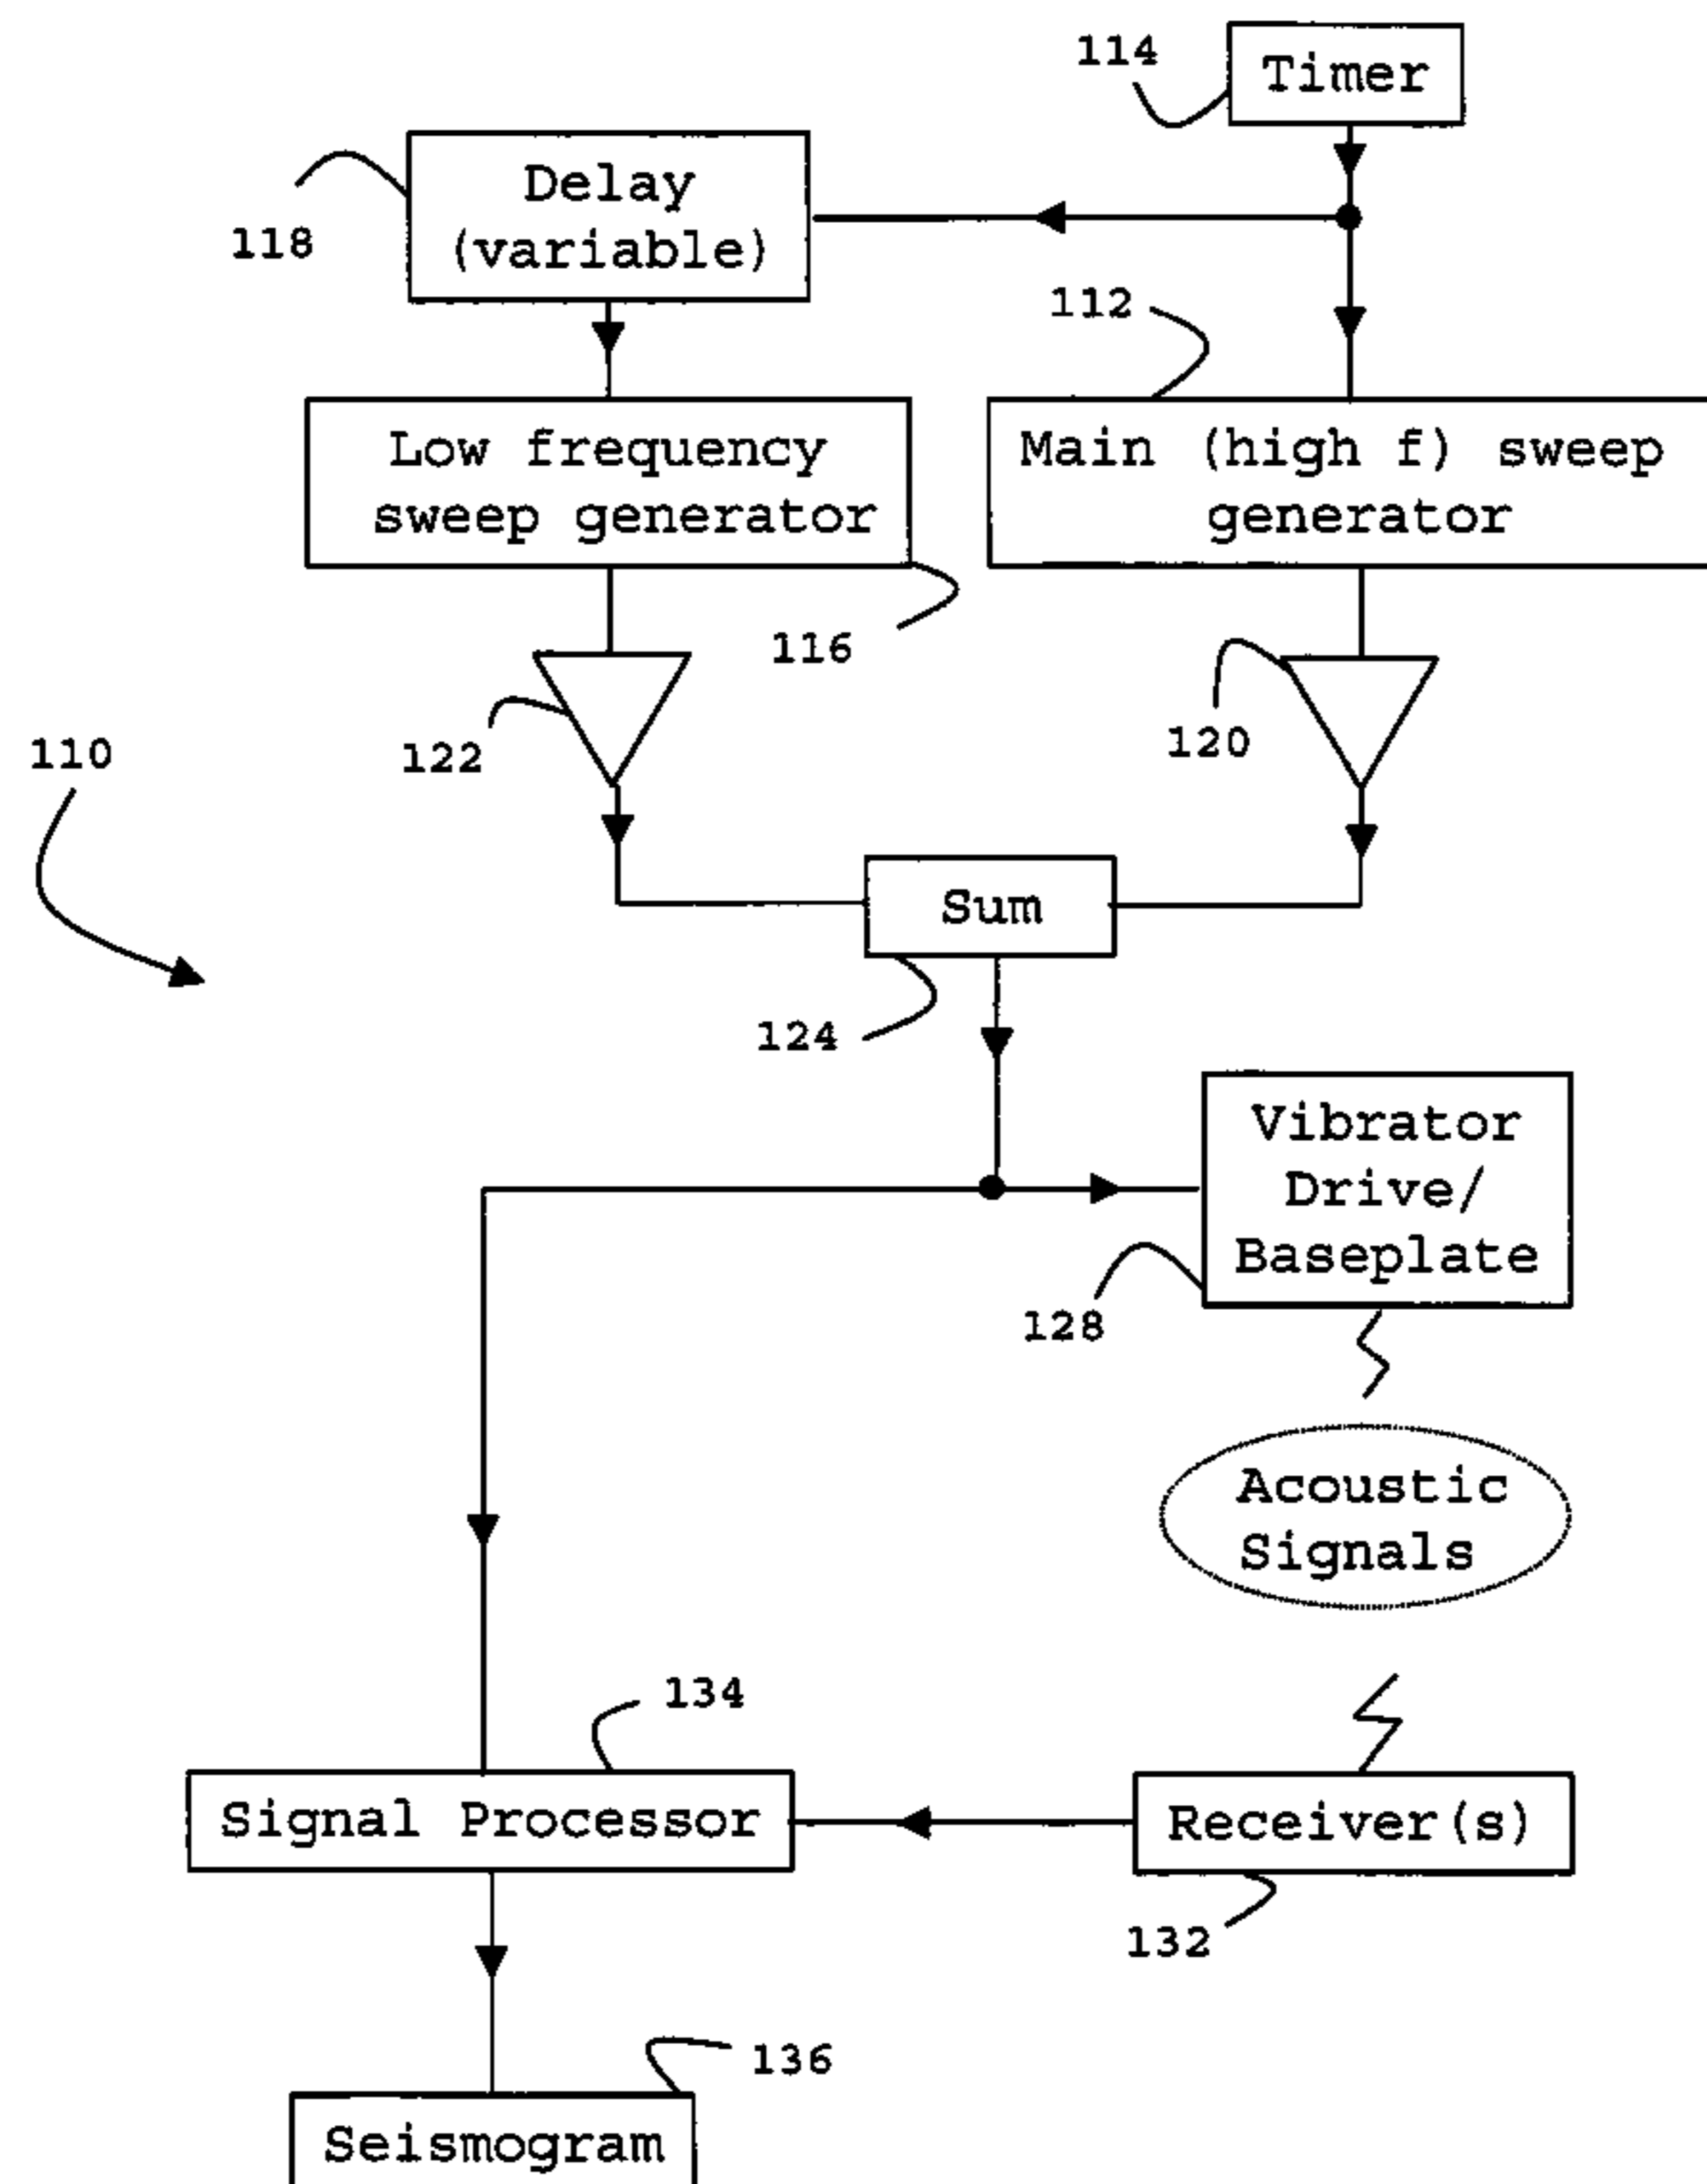 114
Timer
Delay
(variable)
118
112
Low frequency
sweep generator
Main (high f) sweep
generator
116
122
120
110
Sum
124
Vibrator
Drive/
Baseplate
128
Acoustic
Signals
134
Signal Processor
Receiver(s)
132
136
Seismogram